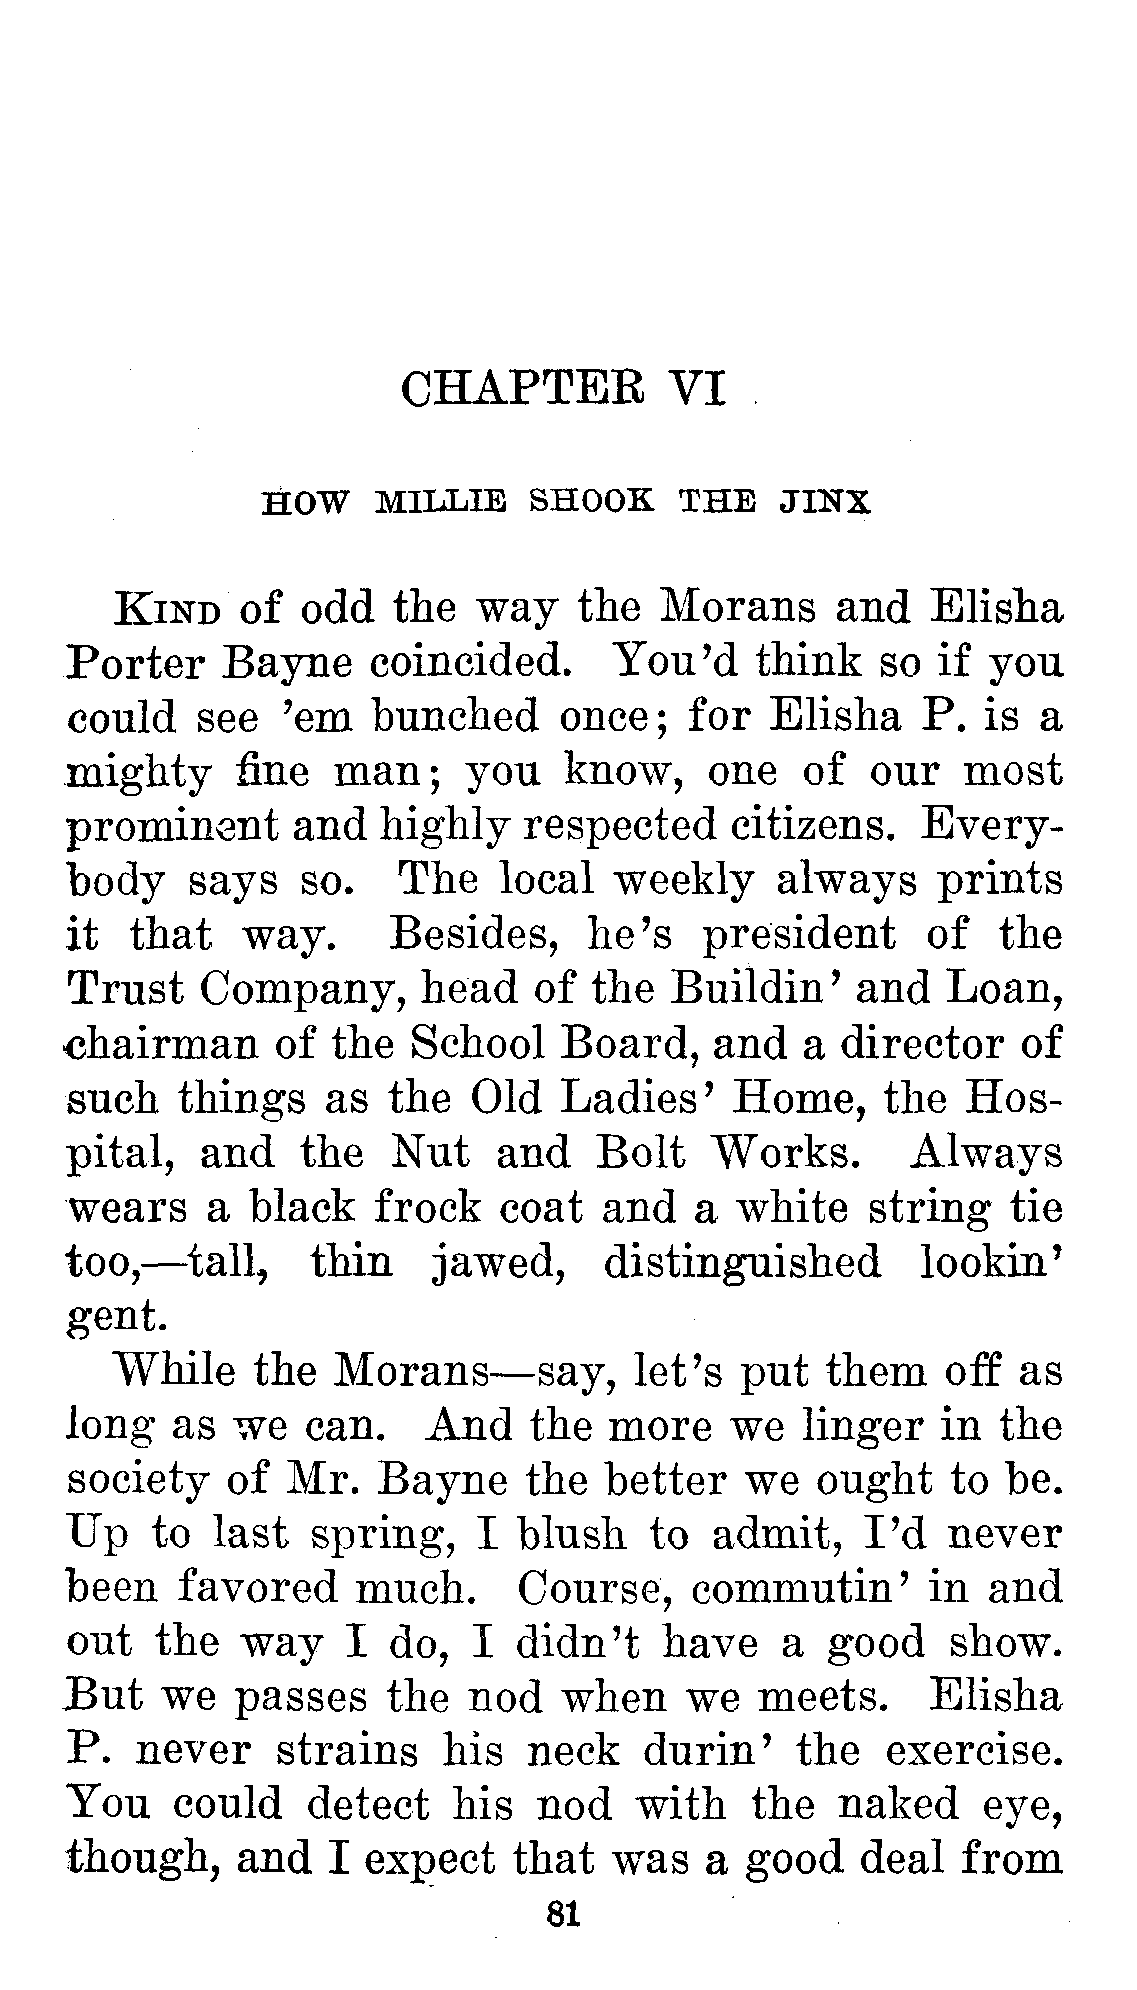 CHAPTER VI
HOW MILLIE SHOOK THE JINX
Kind of odd the way the Morans and Elisha
Porter Bayne coincided. You'd think so if you
could see 'em bunched once; for Elisha P. is a
mighty fine man; you know, one of our most
prominent and highly respected citizens. Every-
body says so. The local weekly always prints
it that way. Besides, he's president of the
Trust Company, head of the Buildin' and Loan,
chairman of the School Board, and a director of
such things as the Old Ladies' Home, the Hos-
pital, and the Nut and Bolt Works. Always
wears a black frock coat and a white string tie
too,—tall, thin jawed, distinguished lookin'
gent.
While the Morans—say, let's put them off as
long as we can. And the more we linger in the
society of Mr. Bayne the better we ought to be.
Up to last spring, I blush to admit, I'd never
been favored much. Course, commutin' in and
out the way I do, I didn't have a good show.
But we passes the nod when we meets. Elisha
P. never strains his neck durin' the exercise.
You could detect his nod with the naked eye,
though, and I expect that was a good deal from
81